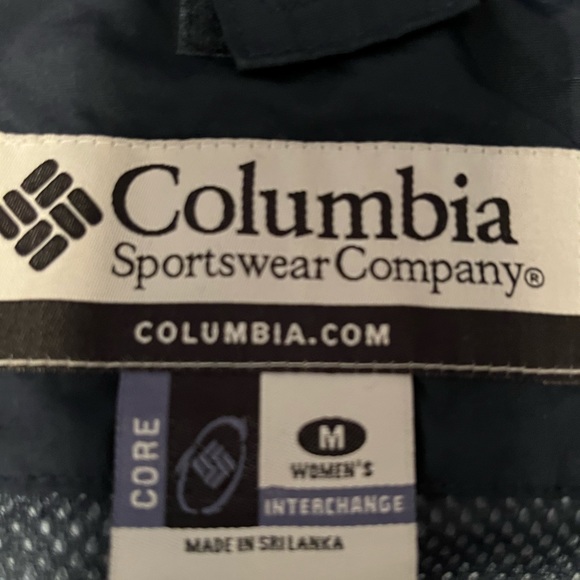 Columbia
Sportswear Company®
COLUMBIA.COM
CORE
M
WOMEN'S
INTERCHANGE
MADE IN SRI LANKA